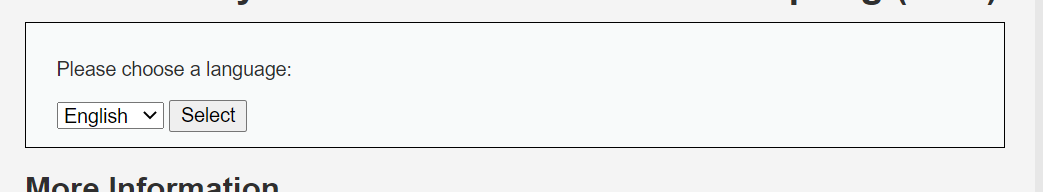 Please choose a language:
English Select
More Information